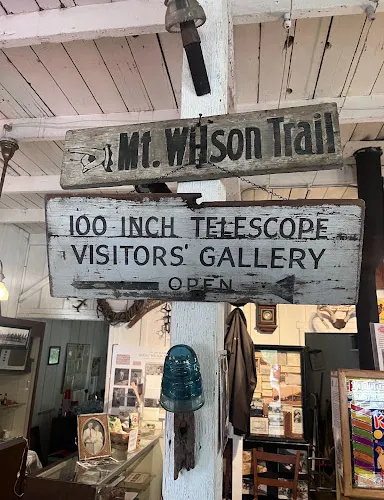 Mt. Wilson Trail
100 INCH TELESCOPE
VISITORS' GALLERY
OPEN